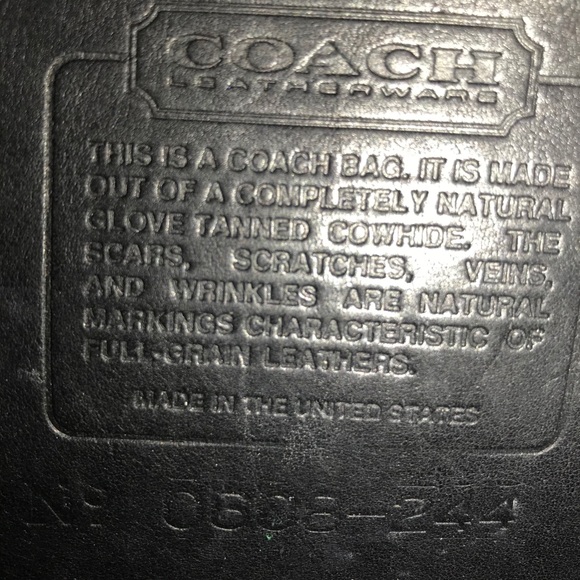 COACH
LEATHERWARE
THIS IS A COACH BAG. IT IS MADE
OUT OF A COMPLETELY NATURAL
GLOVE TANNED COWHIDE. THE
SCARS, SCRATCHES, VEINS,
AND WRINKLES ARE NATURAL
MARKINGS CHARACTERISTIC OF
FULL-GRAIN LEATHERS.
MADE IN THE UNITED STATES
-244